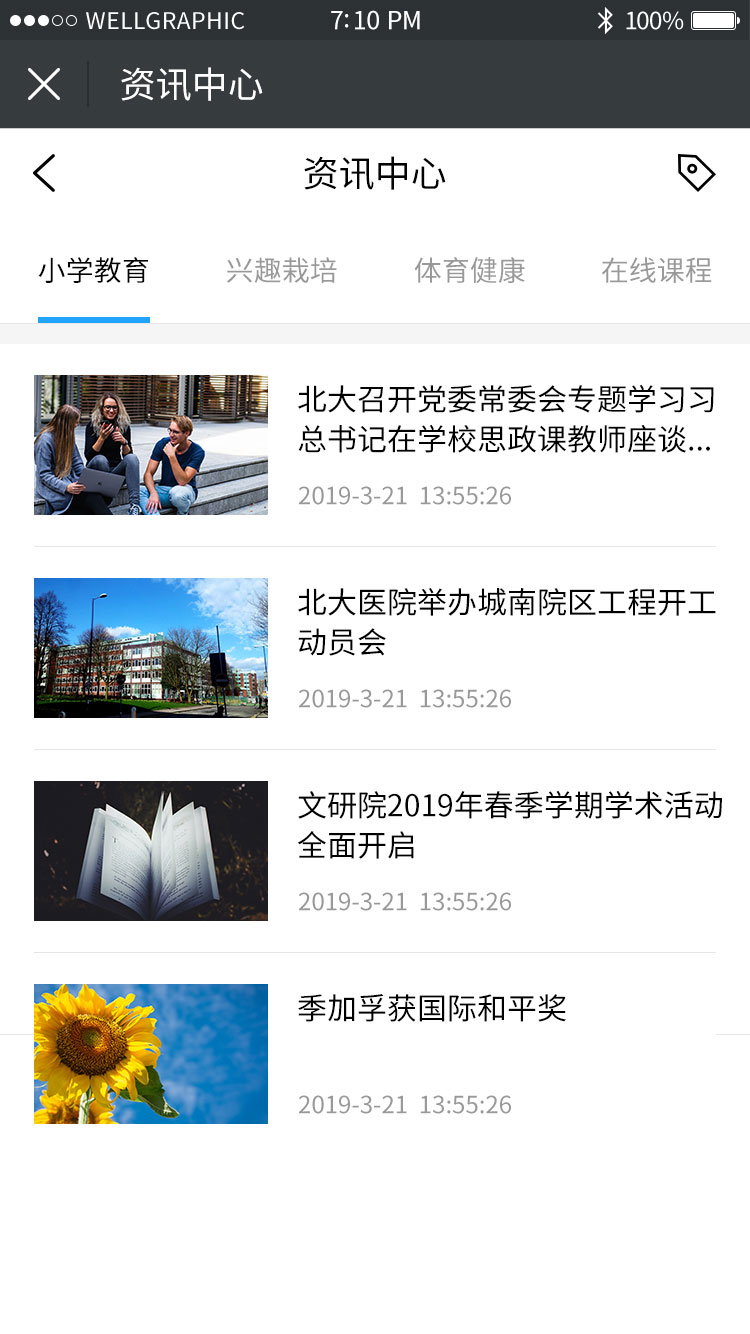 WELLGRAPHIC 7:10 PM 100%
资讯中心
资讯中心
小学教育 兴趣栽培 体育健康 在线课程
北大召开党委常委会专题学习习
总书记在学校思政课教师座谈...
2019-3-21 13:55:26
北大医院举办城南院区工程开工
动员会
2019-3-21 13:55:26
文研院2019年春季学期学术活动
全面开启
2019-3-21 13:55:26
季加孚获国际和平奖
2019-3-21 13:55:26